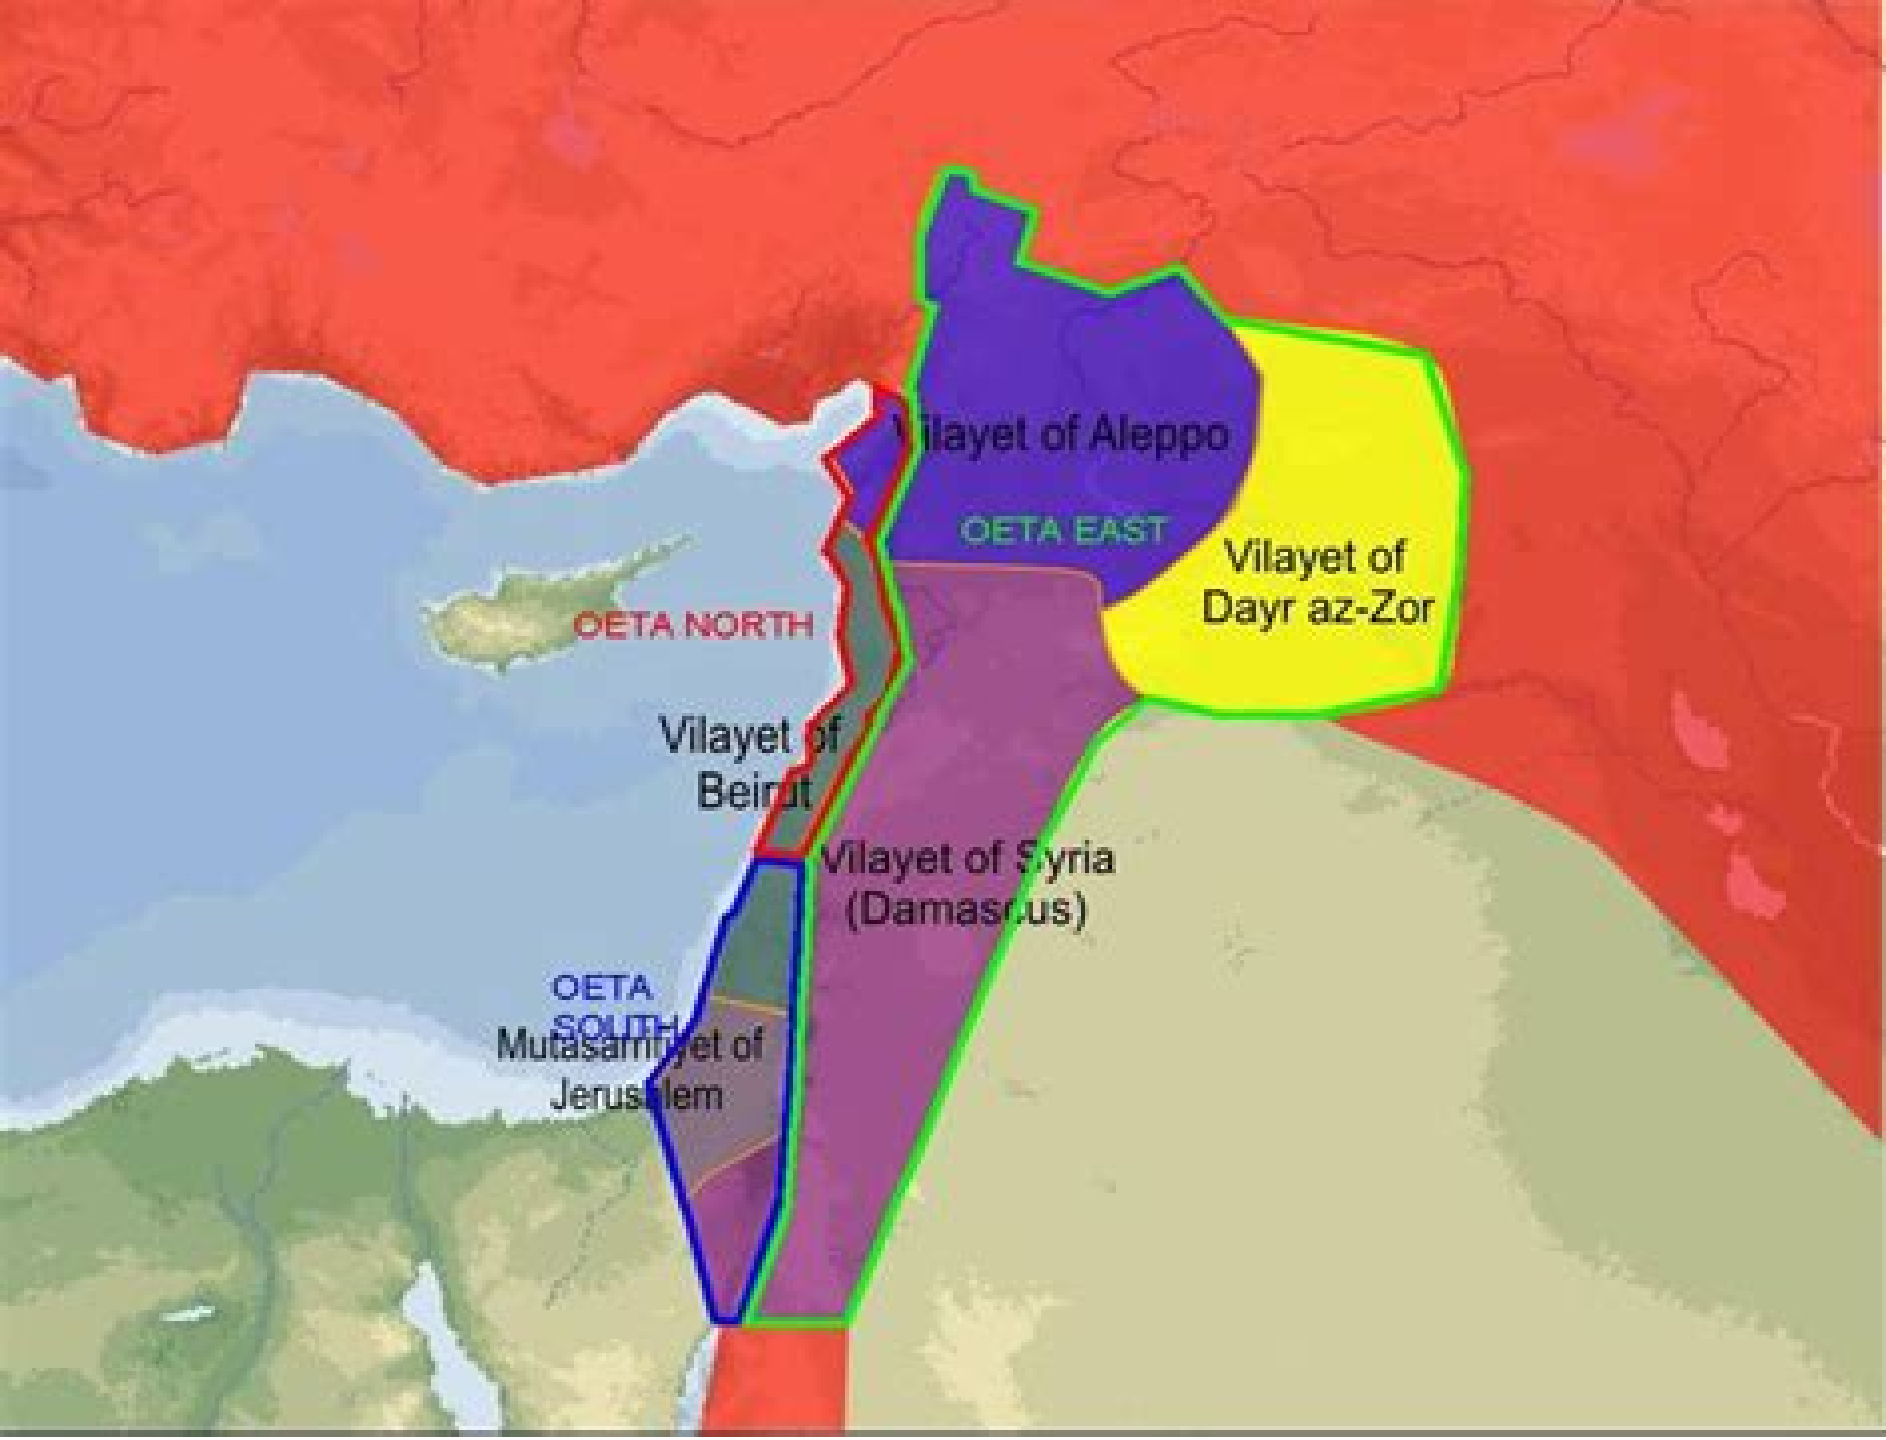 Vilayet of Aleppo
OETA EAST
Vilayet of
Dayr az-Zor
OETA NORTH
Vilayet of
Beirut
Vilayet of Syria
(Damascus)
OETA
SOUTH
Mutasarrifiyet of
Jerusalem